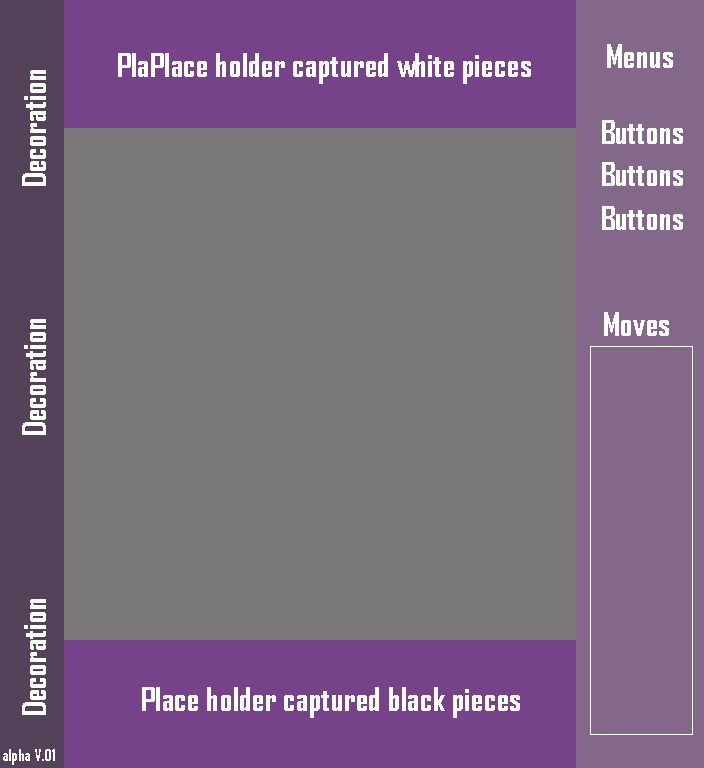 PlaPlace holder captured white pieces
Menus
Buttons
Buttons
Buttons
Moves
Decoration
Decoration
Decoration
Place holder captured black pieces
alpha V.01